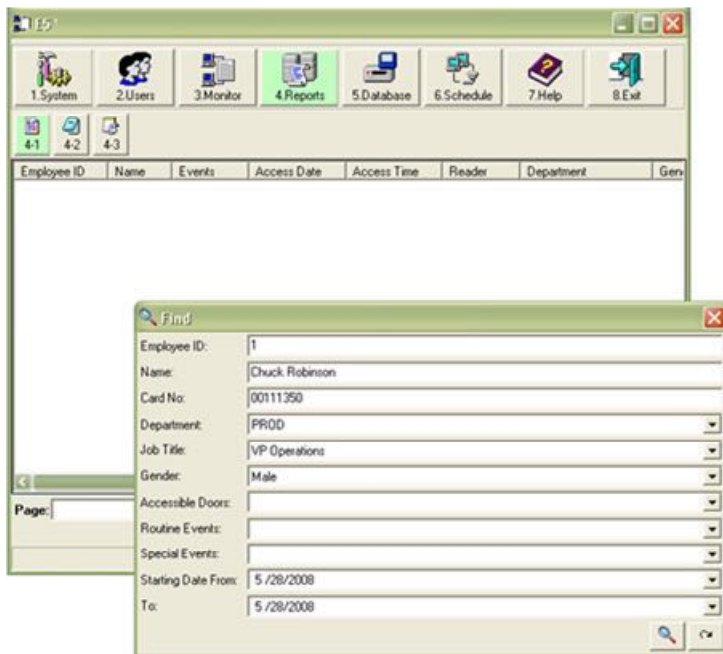 E5
1.System 2.Users 3.Monitor 4.Reports 5.Database 6.Schedule 7.Help 8.Exit
4-1 4-2 4-3
Employee ID Name Events Access Date Access Time Reader Department Gen
Find
Employee ID: 1
Name: Chuck Robinson
Card No: 00111350
Department: PROD
Job Title: VP Operations
Gender: Male
Accessible Doors:
Page:
Routine Events:
Special Events:
Starting Date From: 5 /28/2008
To: 5 /28/2008